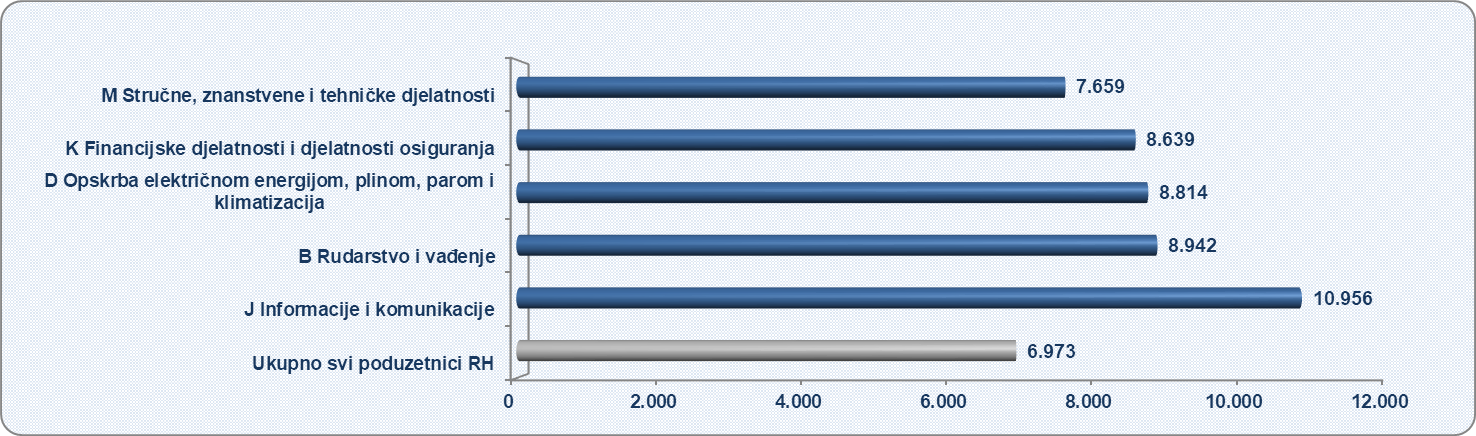 M Stručne, znanstvene i tehničke djelatnosti
7.659
K Financijske djelatnosti i djelatnosti osiguranja
8.639
D Opskrba električnom energijom, plinom, parom i
klimatizacija
8.814
B Rudarstvo i vađenje
8.942
J Informacije i komunikacije
10.956
Ukupno svi poduzetnici RH
6.973
0 2.000 4.000 6.000 8.000 10.000 12.000